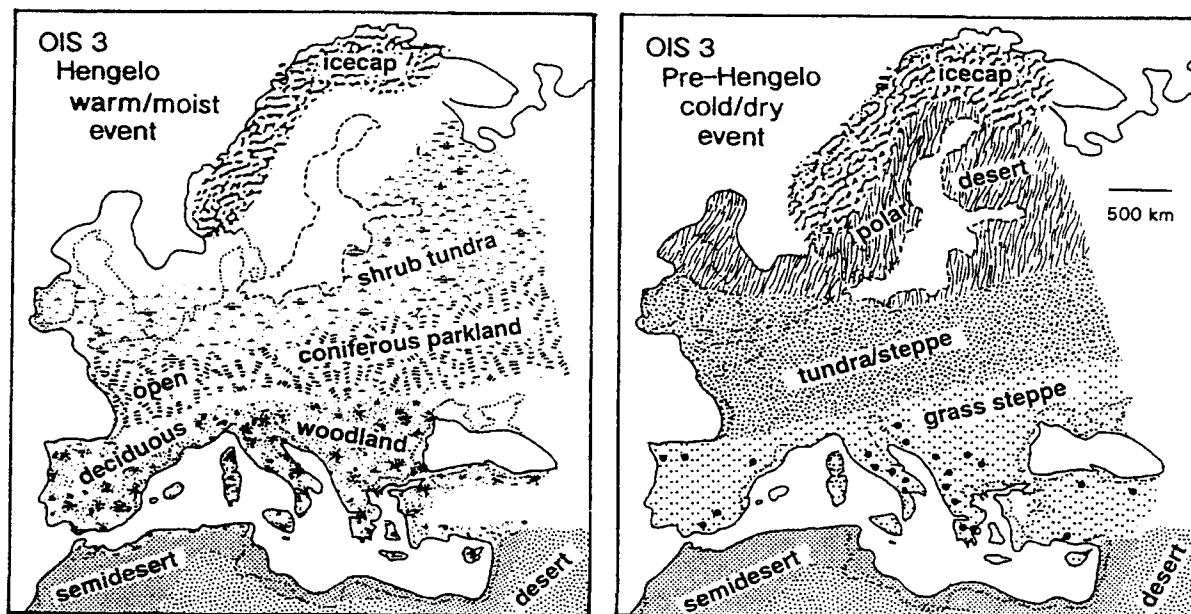 OIS 3
Hengelo
warm/moist
event
icecap
shrub tundra
coniferous parkland
open
deciduous
woodland
semidesert
desert
OIS 3
Pre-Hengelo
cold/dry
event
icecap
desert
polar
500 km
tundra/steppe
grass steppe
semidesert
desert